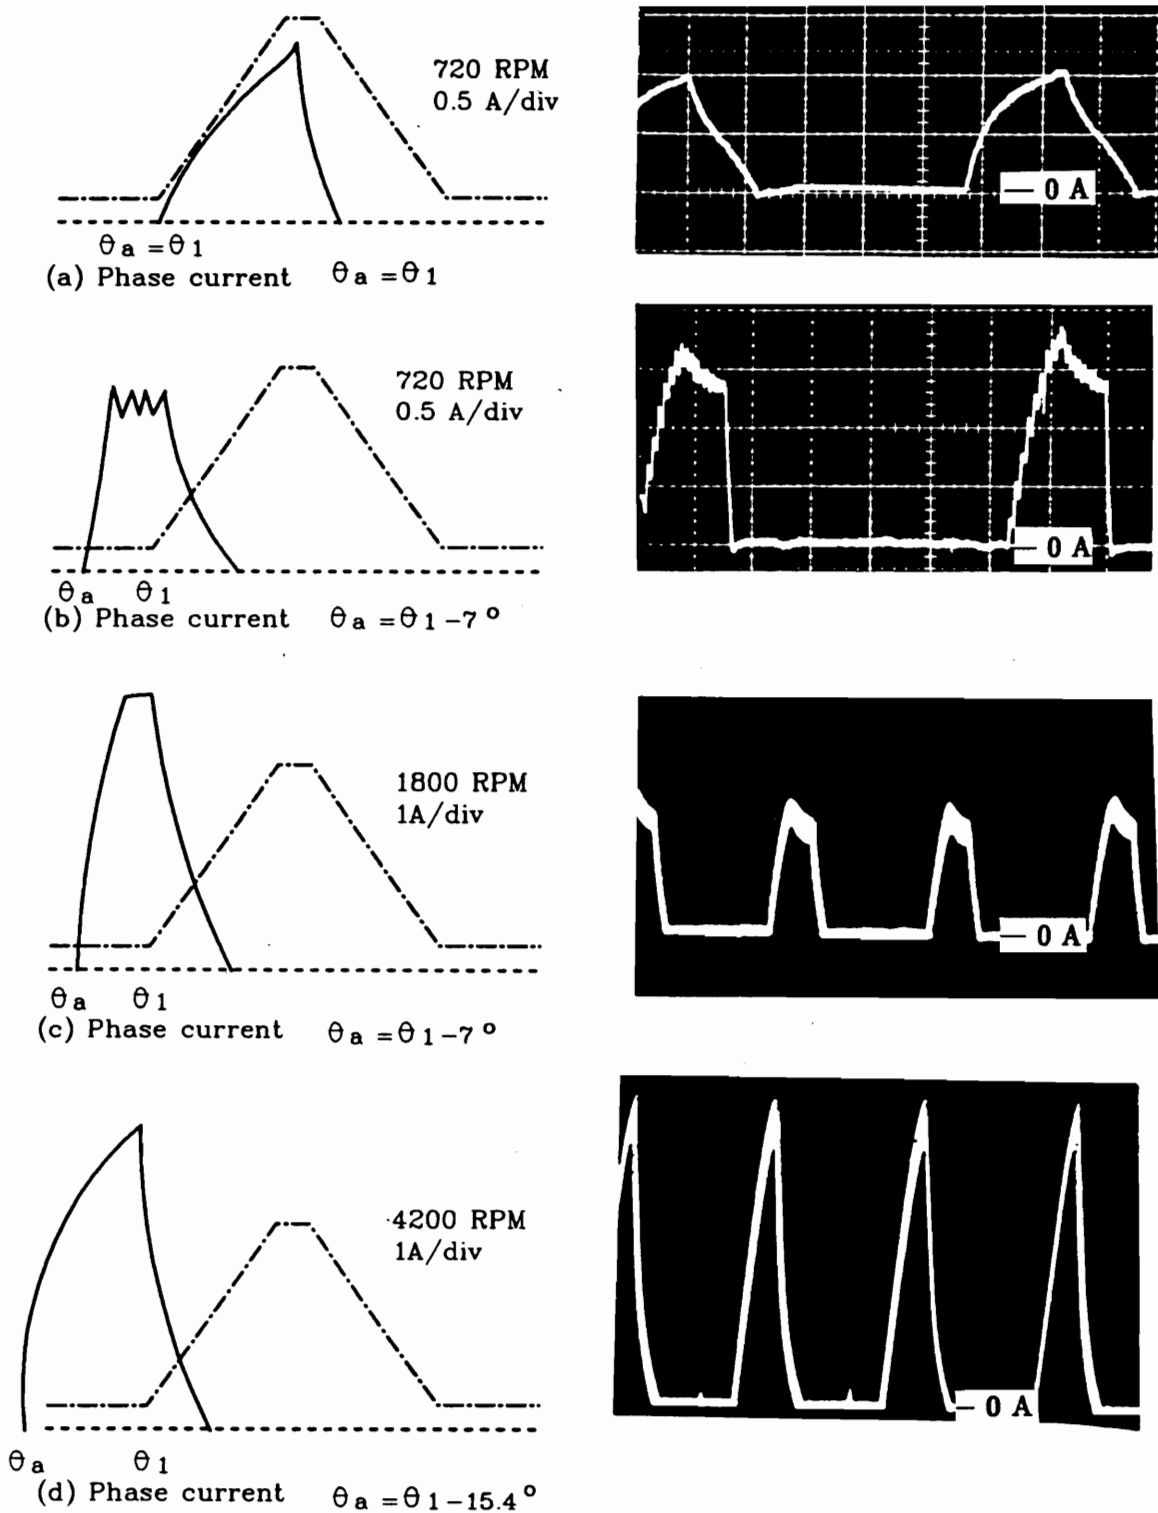 720 RPM
0.5 A/div
— 0 A
θa = θ1
(a) Phase current θa = θ1
720 RPM
0.5 A/div
— 0 A
θa θ1
(b) Phase current θa = θ1 -7°
1800 RPM
1A/div
— 0 A
θa θ1
(c) Phase current θa = θ1 -7°
4200 RPM
1A/div
— 0 A
θa θ1
(d) Phase current θa = θ1 -15.4°